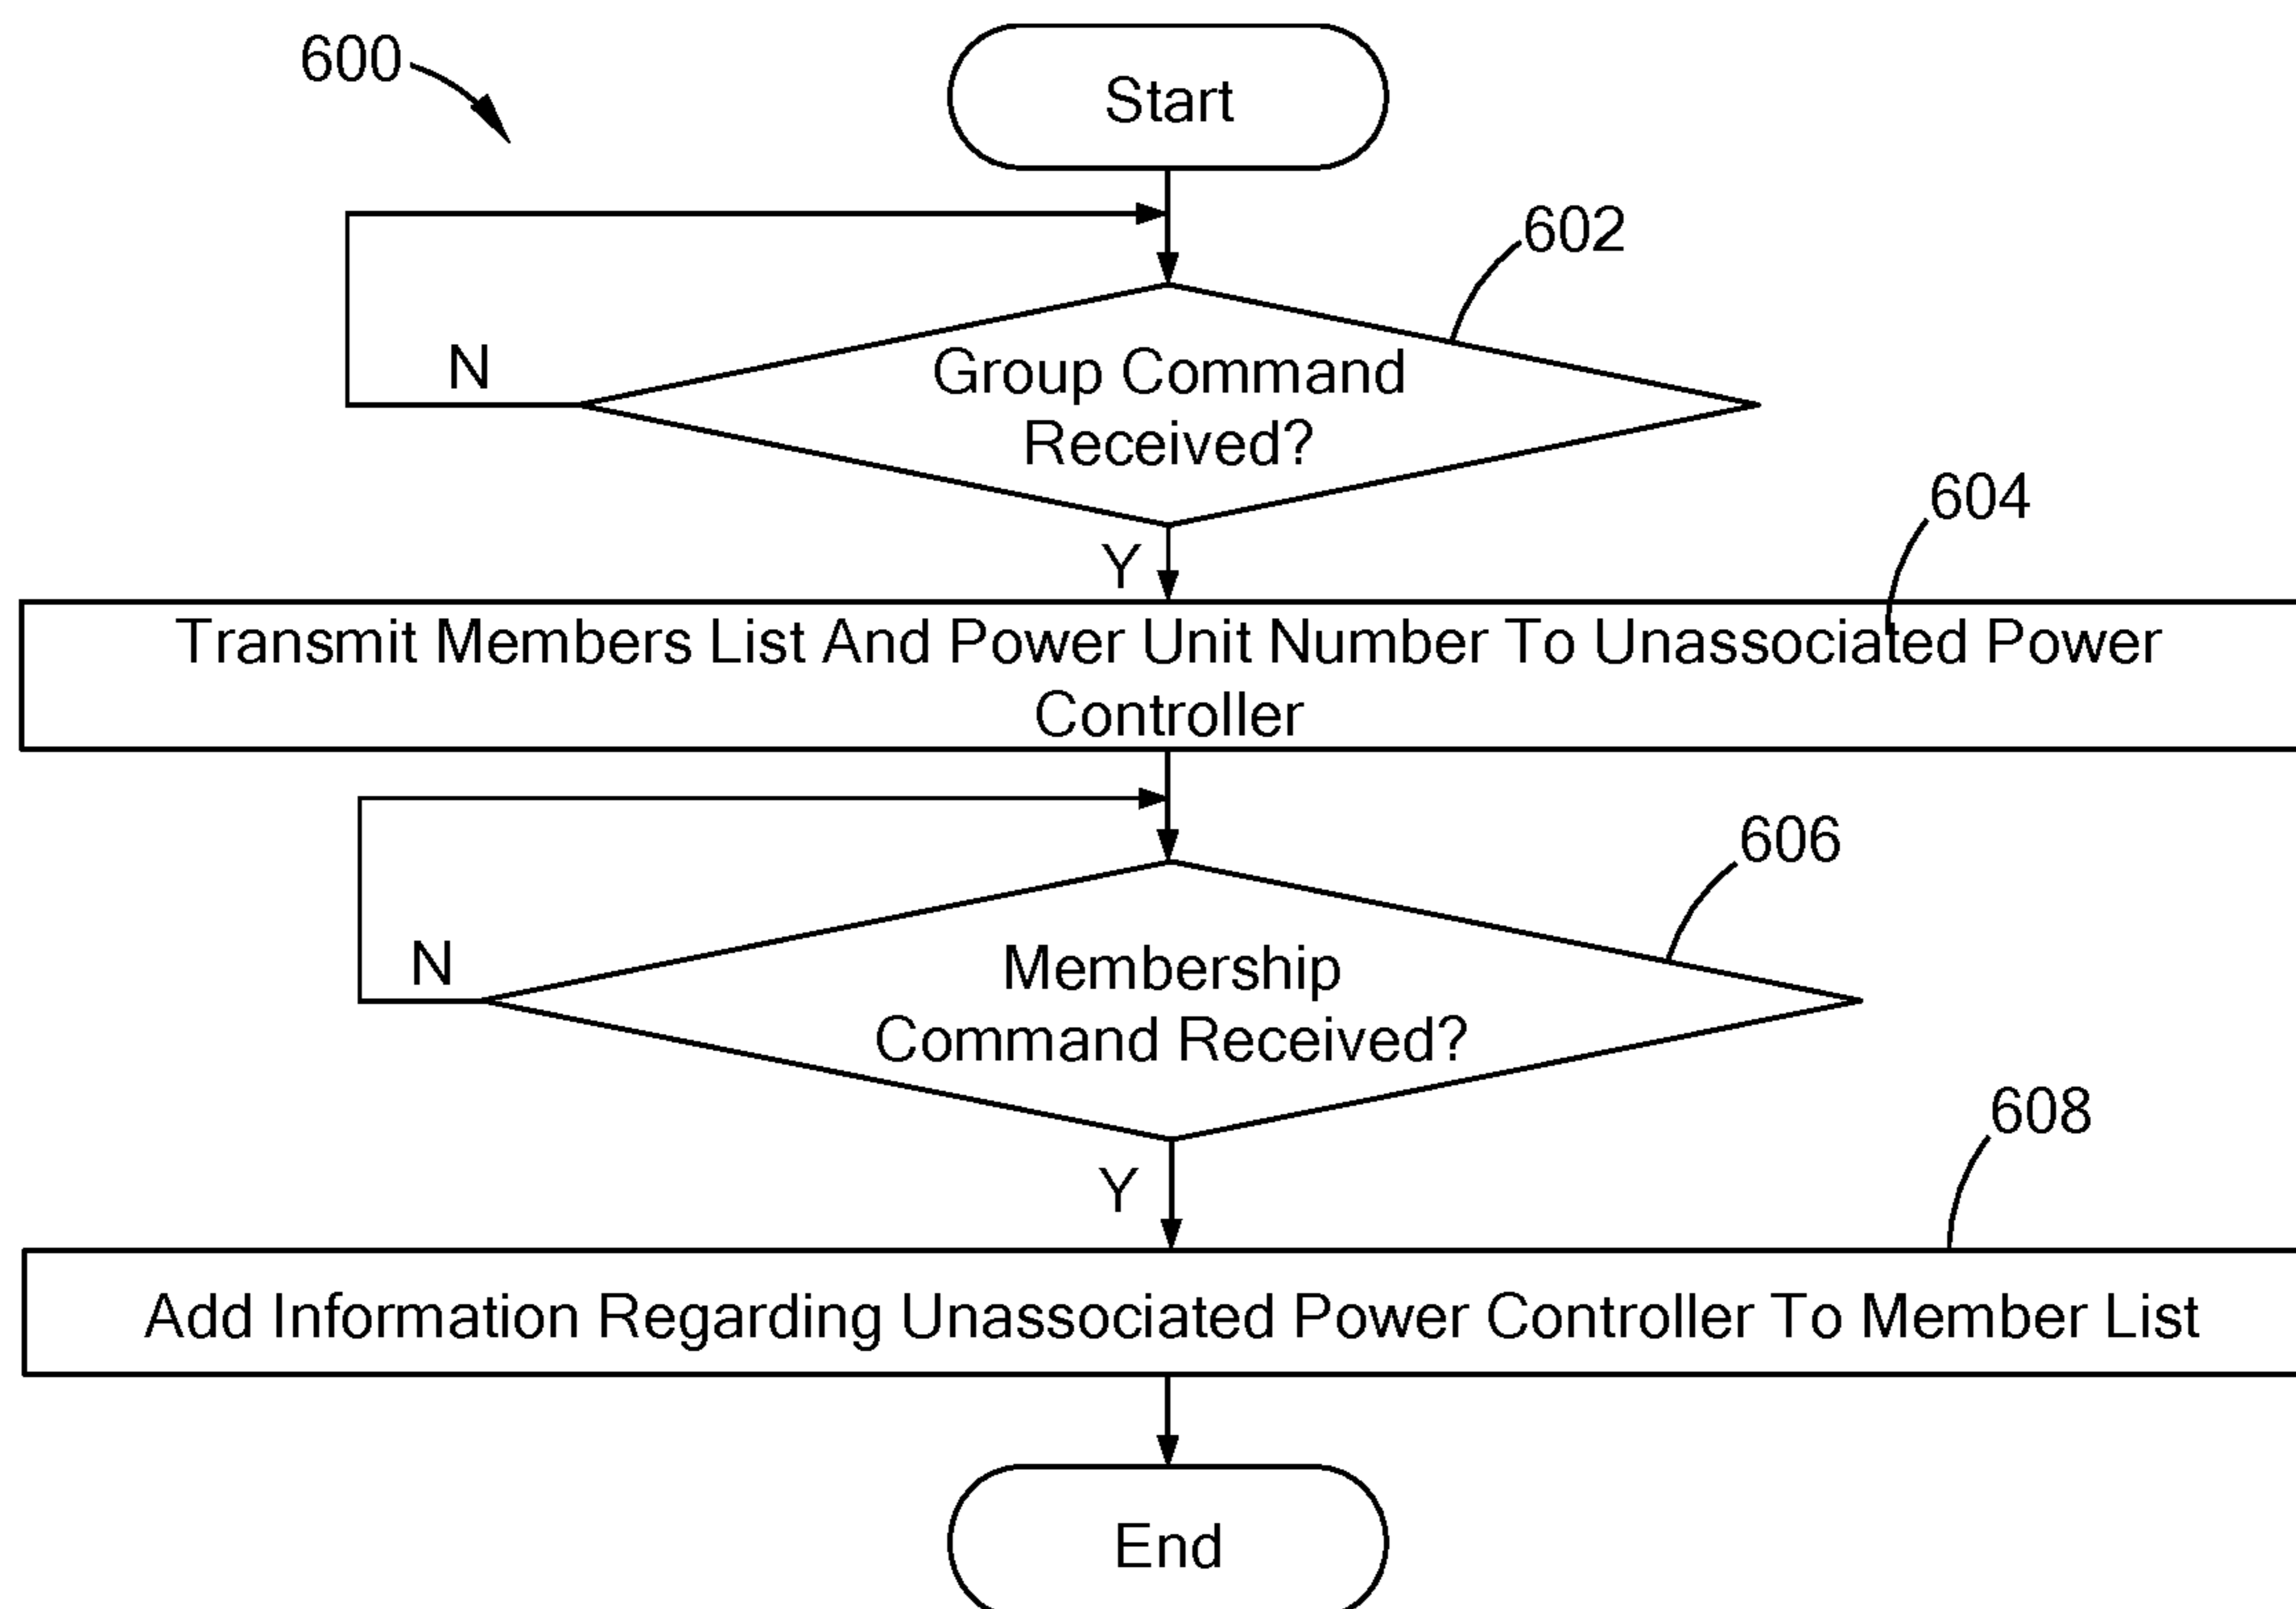 600
Start
602
Group Command
Received?
N
Y
604
Transmit Members List And Power Unit Number To Unassociated Power
Controller
606
Membership
Command Received?
N
Y
608
Add Information Regarding Unassociated Power Controller To Member List
End